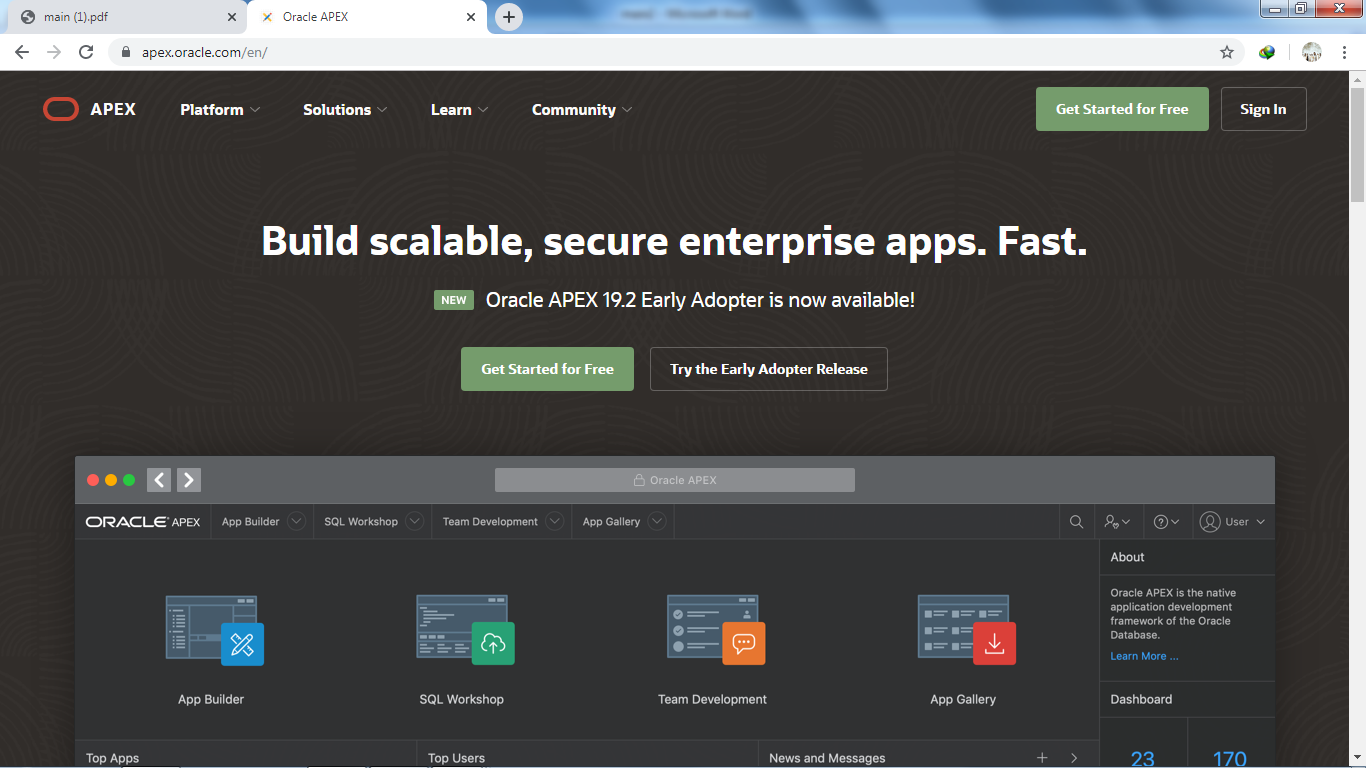 main (1).pdf
Oracle APEX
apex.oracle.com/en/
APEX
Platform
Solutions
Learn
Community
Get Started for Free
Sign In
Build scalable, secure enterprise apps. Fast.
NEW Oracle APEX 19.2 Early Adopter is now available!
Get Started for Free
Try the Early Adopter Release
Oracle APEX
ORACLE APEX
App Builder
SQL Workshop
Team Development
App Gallery
User
App Builder
SQL Workshop
Team Development
App Gallery
About
Oracle APEX is the native
application development
framework of the Oracle
Database.
Learn More ...
Dashboard
23
170
Top Apps
Top Users
News and Messages